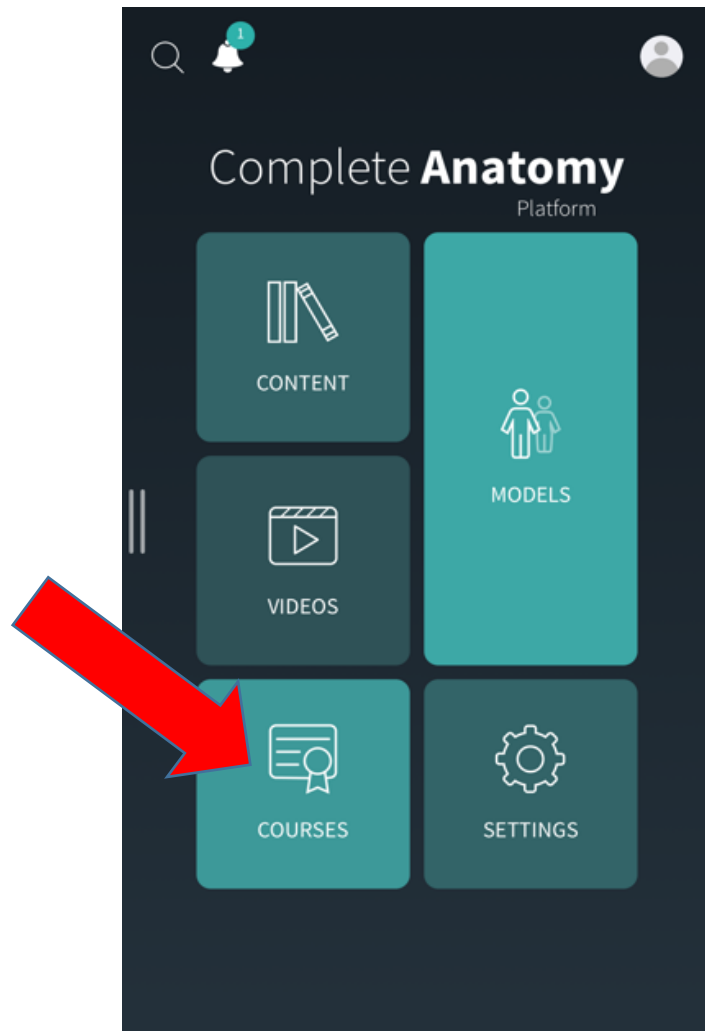 1
Complete Anatomy
Platform
CONTENT
MODELS
VIDEOS
COURSES
SETTINGS